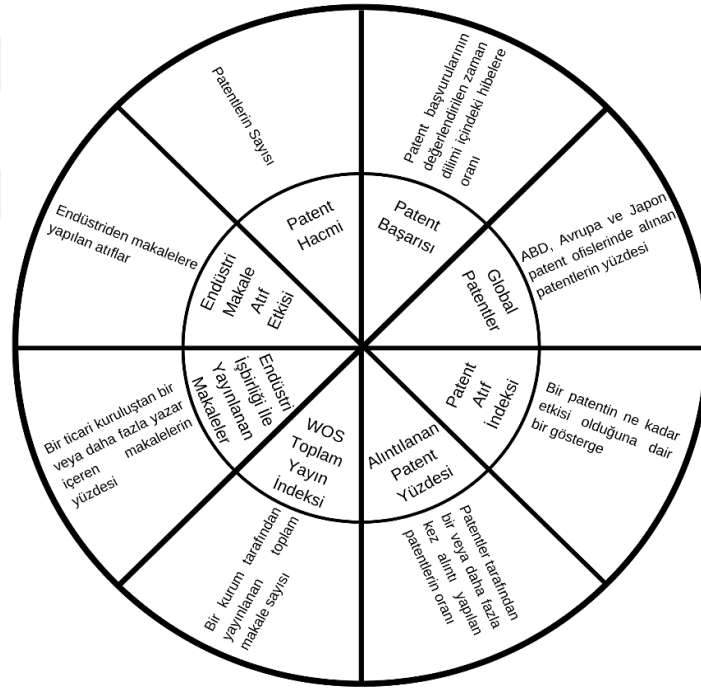 Patent başvurularının
değerlendirilen zaman
dilimi içindeki hibelere
oranı
Patent
Başarısı
ABD, Avrupa ve Japon
patent ofislerinde alınan
patentlerin yüzdesi
Global
Patentler
Bir patentin ne kadar
etkisi olduğuna dair
bir gösterge
Patent
Atıf
İndeksi
Patentler tarafından
bir veya daha fazla
kez alıntı yapılan
patentlerin oranı
Alıntılanan
Patent
Yüzdesi
Bir kurum tarafından
yayınlanan toplam
makale sayısı
WOS
Toplam
Yayın
İndeksi
Bir ticari kuruluştan bir
veya daha fazla yazar
içeren makalelerin
yüzdesi
Endüstri
İşbirliği İle
Yayınlanan
Makaleler
Endüstriden makalelere
yapılan atıflar
Endüstri
Makale
Atıf
Etkisi
Patentlerin Sayısı
Patent
Hacmi